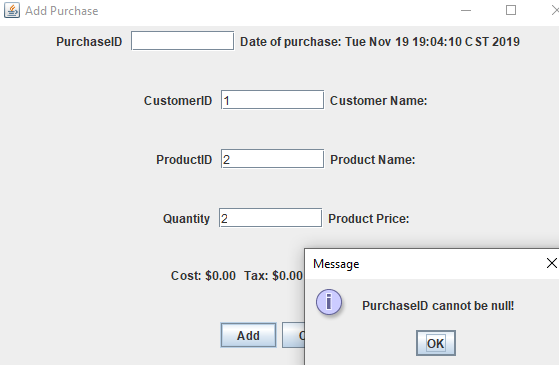 Add Purchase
PurchaseID Date of purchase: Tue Nov 19 19:04:10 CST 2019
CustomerID 1 Customer Name:
ProductID 2 Product Name:
Quantity 2 Product Price:
Cost: $0.00 Tax: $0.00
Message
PurchaseID cannot be null!
Add
OK